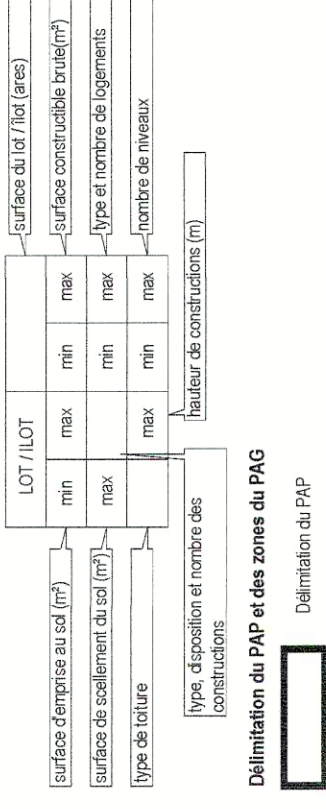 surface du lot / îlot (ares)
LOT / ILOT
surface d'emprise au sol (m²)
min
max
min
max
surface constructible brute(m²)
surface de scellement du sol (m²)
max
min
max
type et nombre de logements
type de toiture
max
min
max
nombre de niveaux
type, disposition et nombre des
constructions
hauteur de constructions (m)
Délimitation du PAP et des zones du PAG
Délimitation du PAP